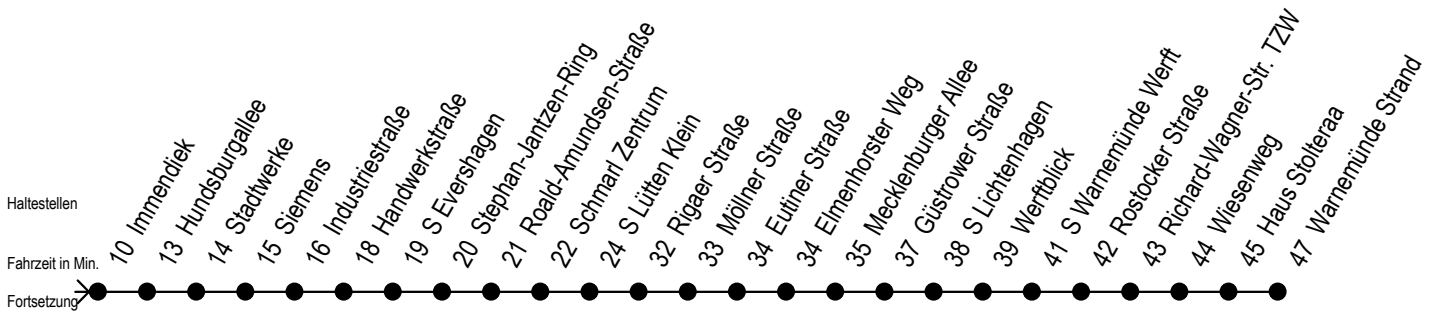 Haltestellen
Fahrzeit in Min.
Fortsetzung
10 Immendiek
13 Hundsburgallee
14 Stadtwerke
15 Siemens
16 Industriestraße
18 Handwerkstraße
19 S Evershagen
20 Stephan-Jantzen-Ring
21 Roald-Amundsen-Straße
22 Schmarl Zentrum
24 S Lütten Klein
32 Rigaer Straße
33 Möllner Straße
34 Eutiner Straße
34 Elmenhorster Weg
35 Mecklenburger Allee
37 Güstrower Straße
38 S Lichtenhagen
39 Werftblick
41 S Warnemünde Werft
42 Rostocker Straße
43 Richard-Wagner-Str. TZW
44 Wiesenweg
45 Haus Stolteraa
47 Warnemünde Strand